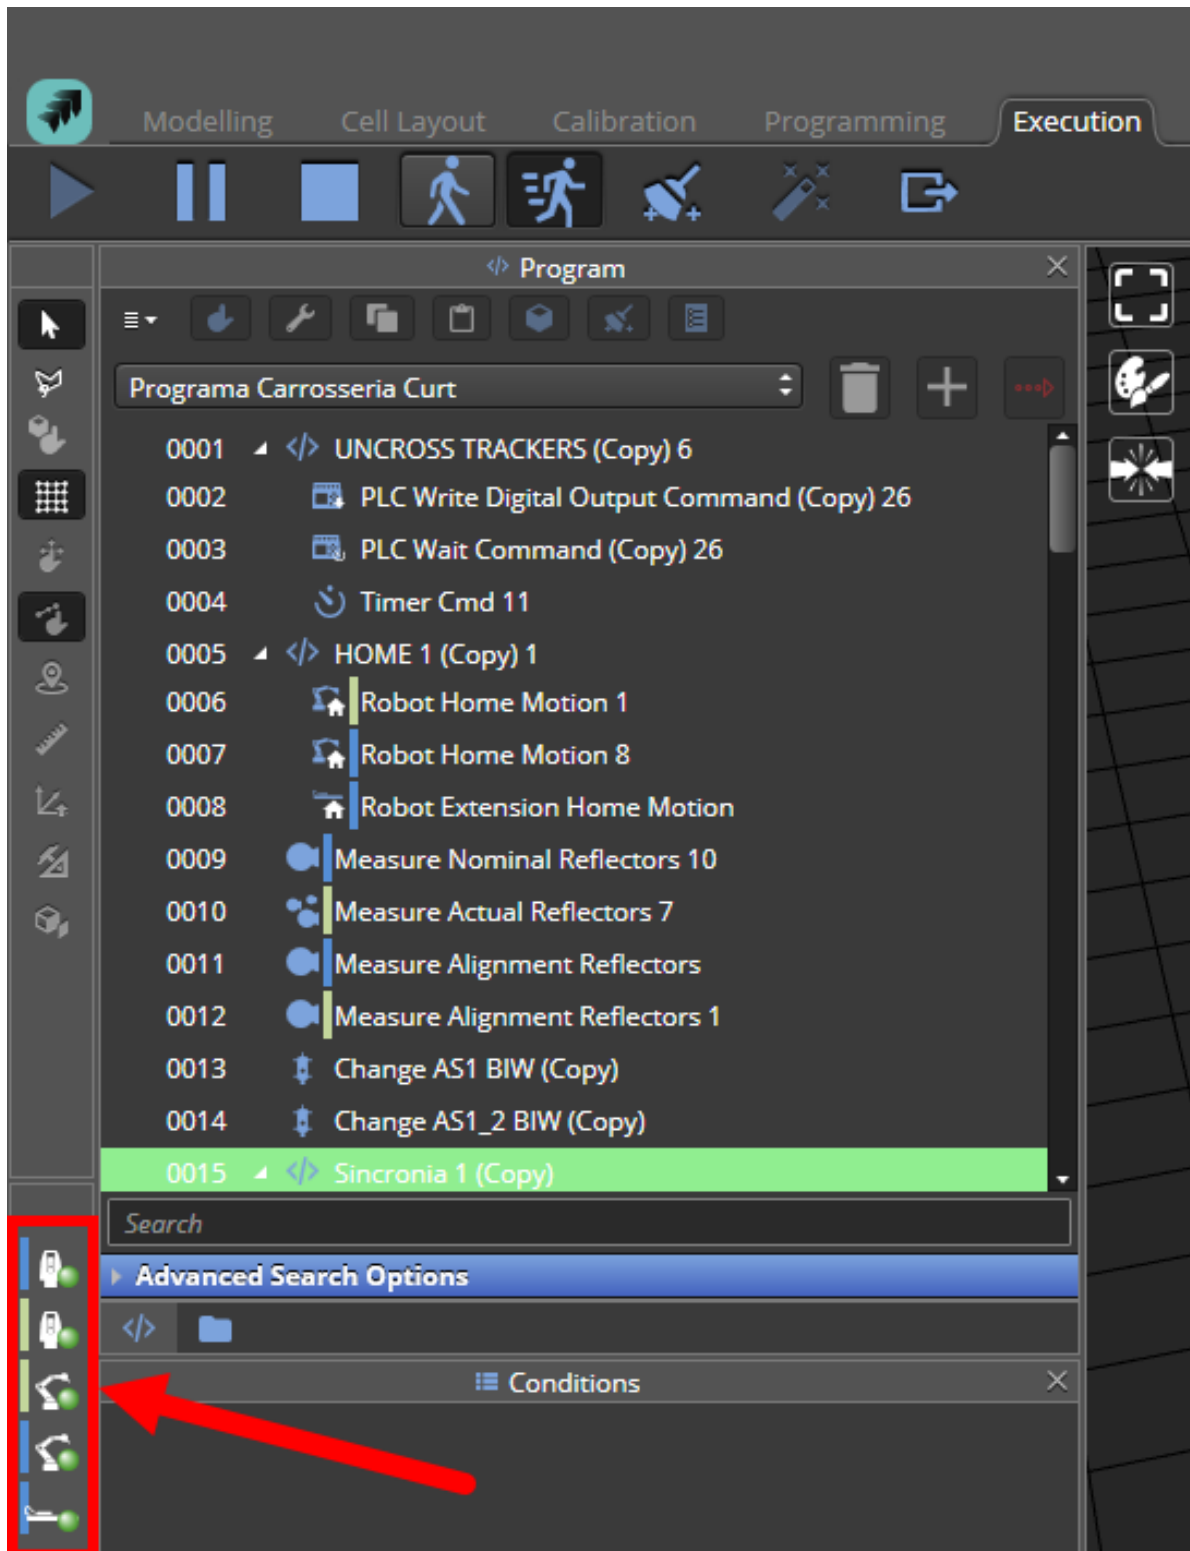 Modelling Cell Layout Calibration Programming Execution
Program
Programa Carrosseria Curt
0001 UNCROSS TRACKERS (Copy) 6
0002 PLC Write Digital Output Command (Copy) 26
0003 PLC Wait Command (Copy) 26
0004 Timer Cmd 11
0005 HOME 1 (Copy) 1
0006 Robot Home Motion 1
0007 Robot Home Motion 8
0008 Robot Extension Home Motion
0009 Measure Nominal Reflectors 10
0010 Measure Actual Reflectors 7
0011 Measure Alignment Reflectors
0012 Measure Alignment Reflectors 1
0013 Change AS1 BIW (Copy)
0014 Change AS1_2 BIW (Copy)
0015 Sincronia 1 (Copy)
Search
Advanced Search Options
Conditions